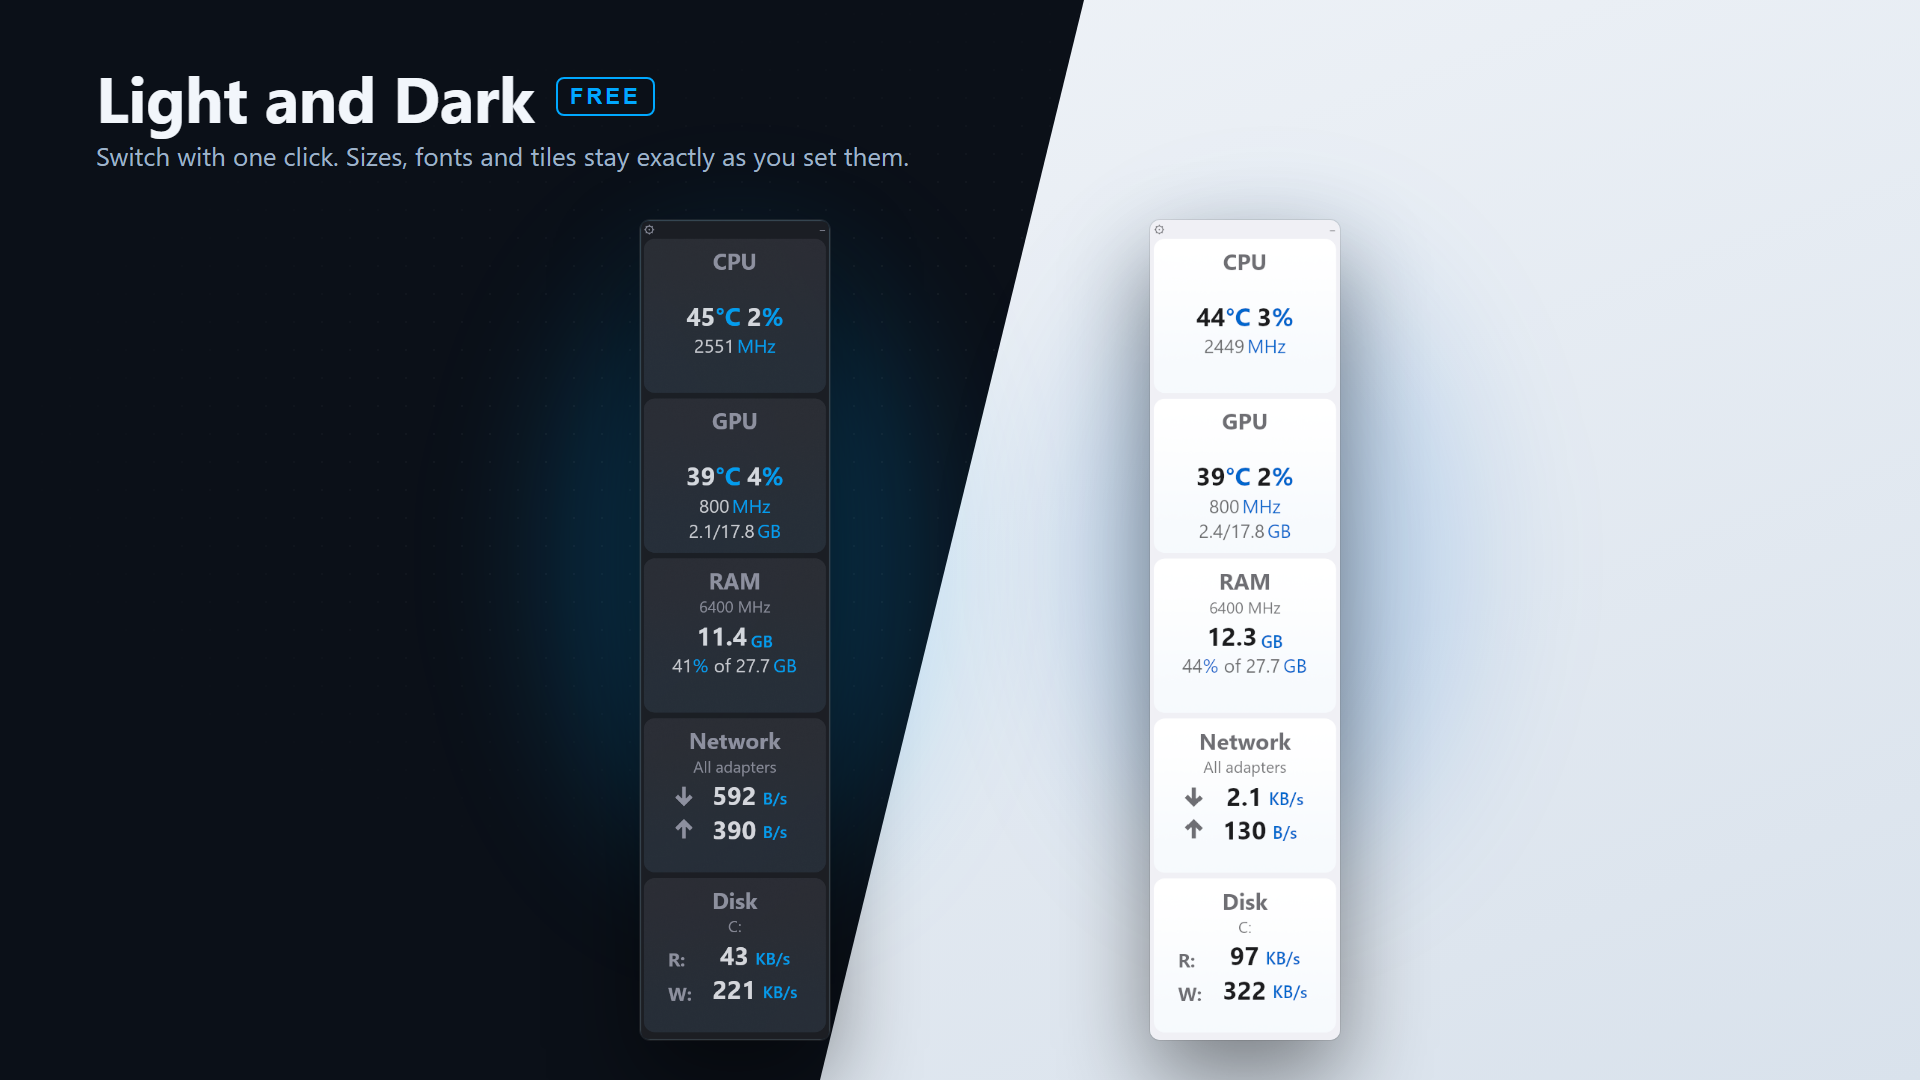 Light and Dark FREE
Switch with one click. Sizes, fonts and tiles stay exactly as you set them.
CPU
45°C 2%
2551 MHz
GPU
39°C 4%
800 MHz
2.1/17.8 GB
RAM
6400 MHz
11.4 GB
41% of 27.7 GB
Network
All adapters
↓ 592 B/s
↑ 390 B/s
Disk
C:
R: 43 KB/s
W: 221 KB/s
CPU
44°C 3%
2449 MHz
GPU
39°C 2%
800 MHz
2.4/17.8 GB
RAM
6400 MHz
12.3 GB
44% of 27.7 GB
Network
All adapters
↓ 2.1 KB/s
↑ 130 B/s
Disk
C:
R: 97 KB/s
W: 322 KB/s